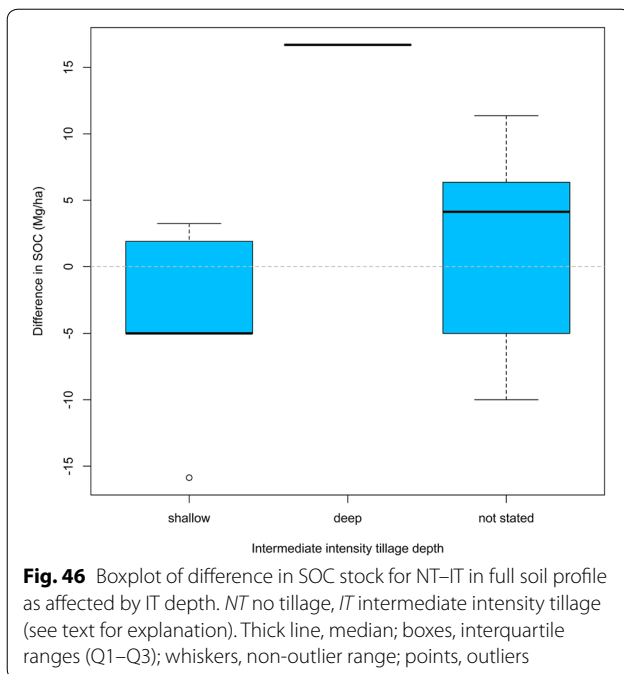 15
10
5
0
-5
-10
-15
Difference in SOC (Mg/ha)
shallow deep not stated
Intermediate intensity tillage depth
Fig. 46 Boxplot of difference in SOC stock for NT–IT in full soil profile
as affected by IT depth. NT no tillage, IT intermediate intensity tillage
(see text for explanation). Thick line, median; boxes, interquartile
ranges (Q1–Q3); whiskers, non-outlier range; points, outliers